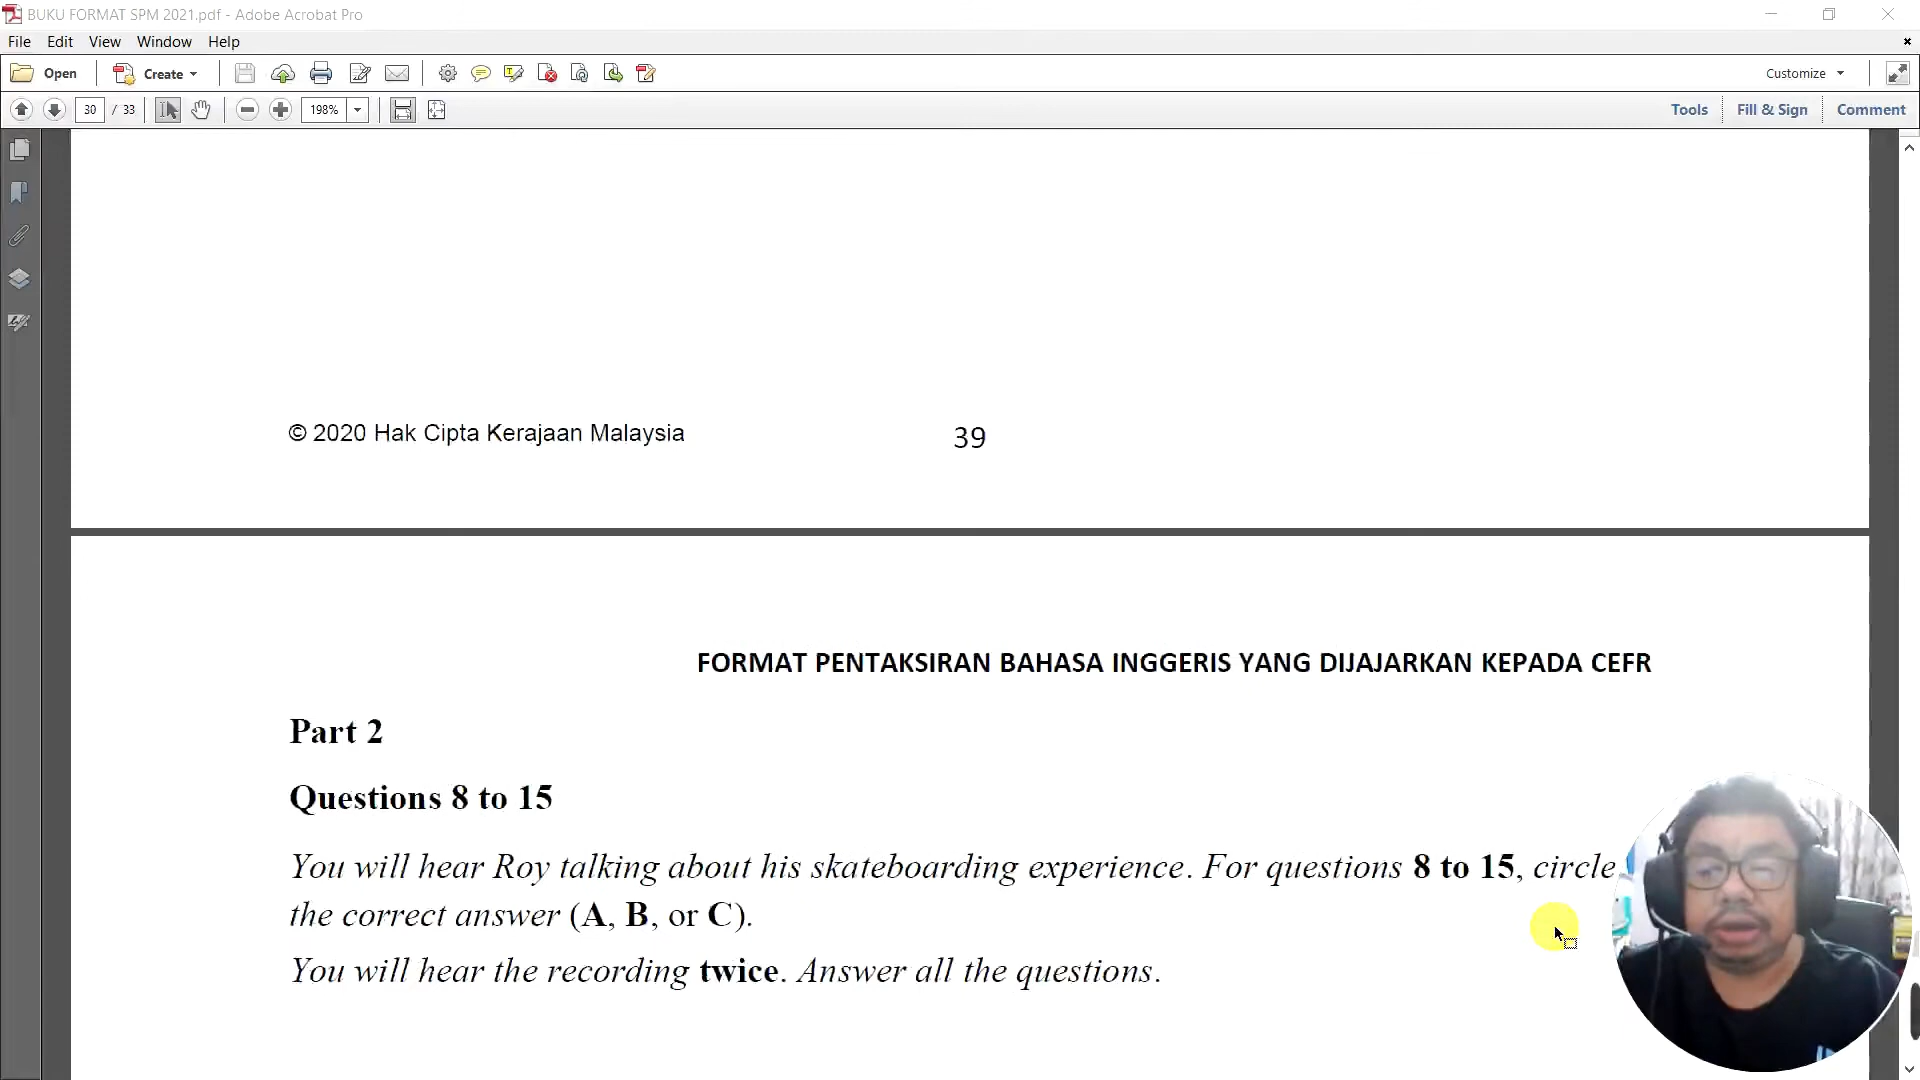 BUKU FORMAT SPM 2021.pdf - Adobe Acrobat Pro
File Edit View Window Help
Open Create Customize
30 / 33 198% Tools Fill & Sign Comment
© 2020 Hak Cipta Kerajaan Malaysia 39
FORMAT PENTAKSIRAN BAHASA INGGERIS YANG DIJAJARKAN KEPADA CEFR
Part 2
Questions 8 to 15
You will hear Roy talking about his skateboarding experience. For questions 8 to 15, circle
the correct answer (A, B, or C).
You will hear the recording twice. Answer all the questions.